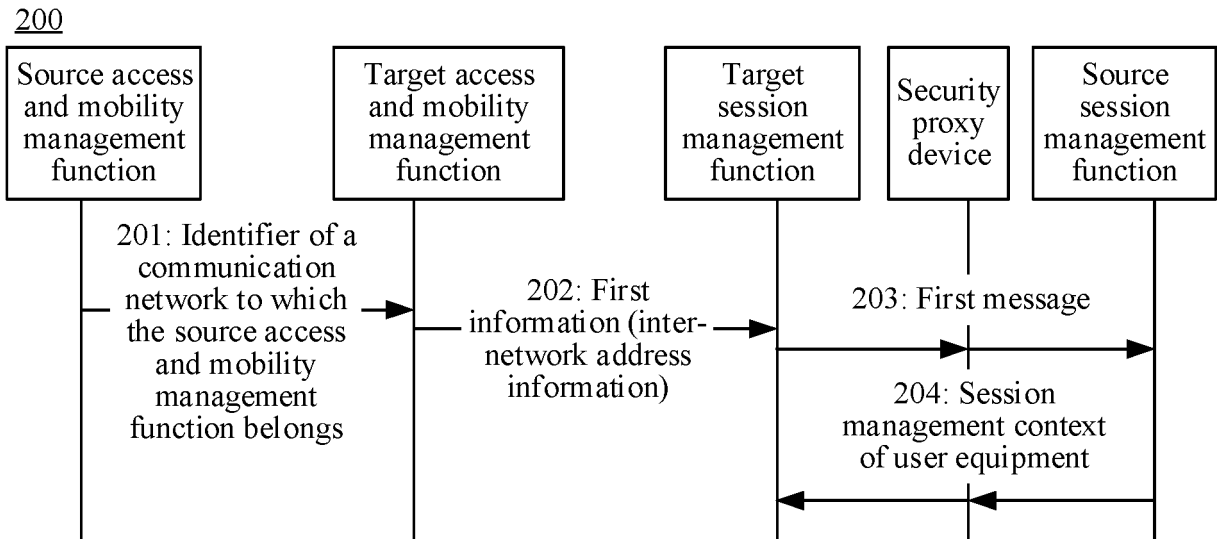 200
Source access
and mobility
management
function
Target access
and mobility
management
function
Target
session
management
function
Security
proxy
device
Source
session
management
function
201: Identifier of a
communication
network to which
the source access
and mobility
management
function belongs
202: First
information (inter-
network address
information)
203: First message
204: Session
management context
of user equipment